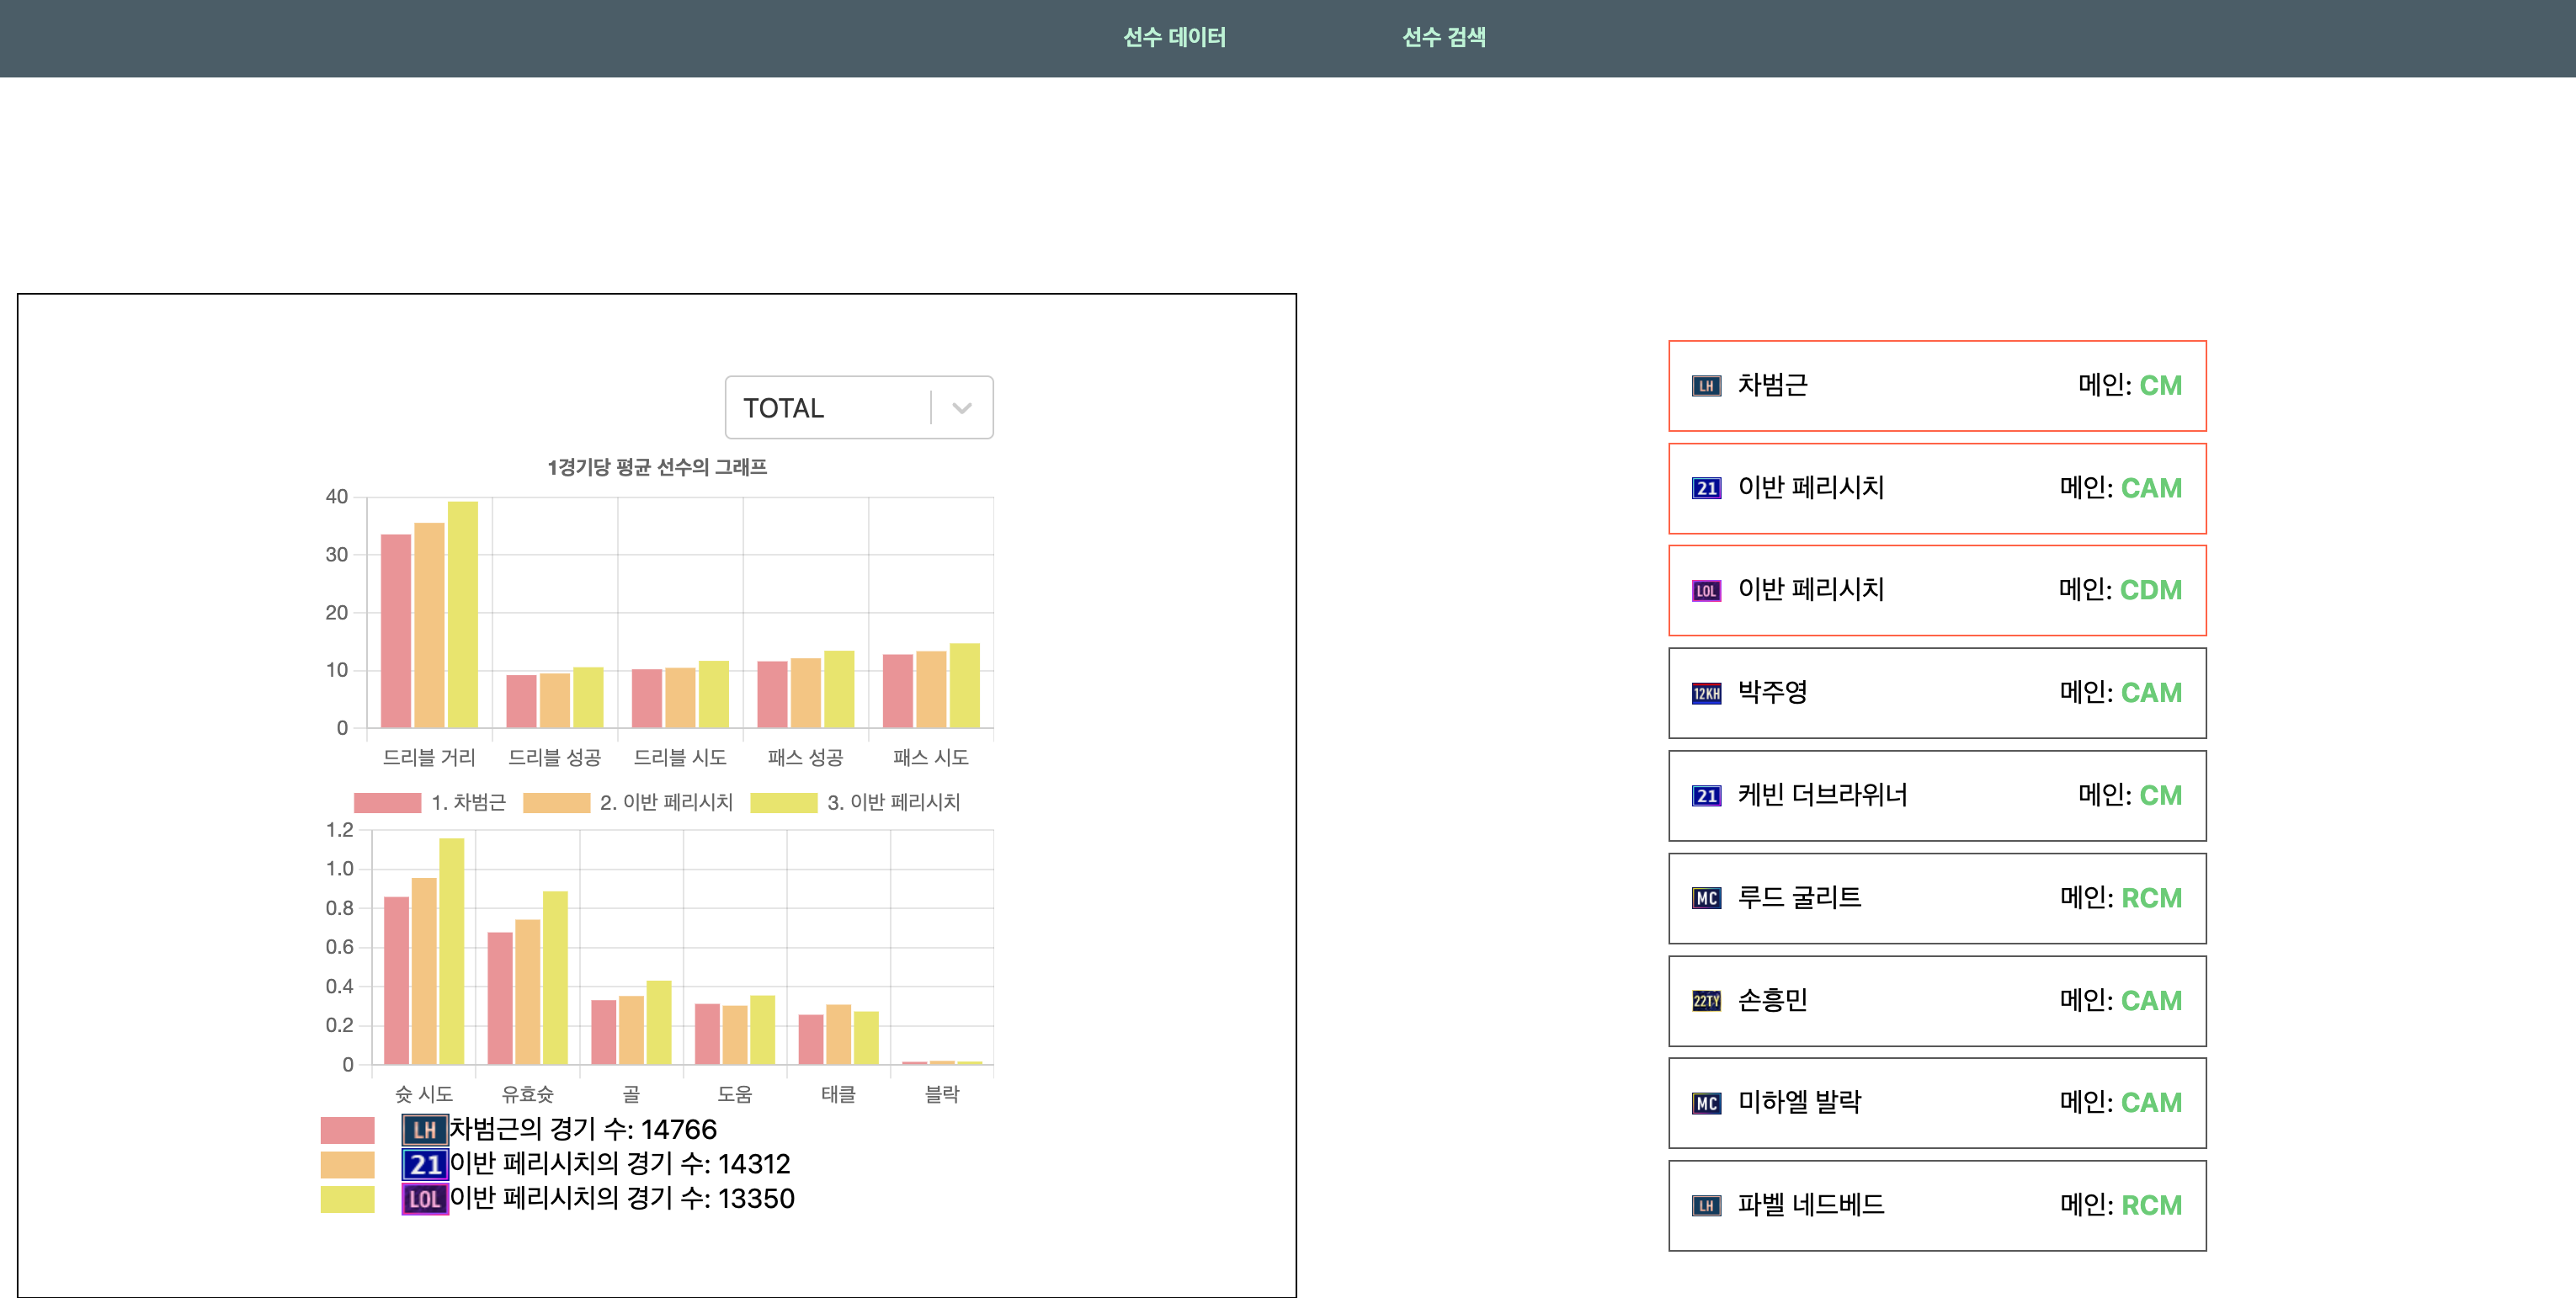 선수 데이터 선수 검색
TOTAL
1경기당 평균 선수의 그래프
40
30
20
10
0
드리블 거리 드리블 성공 드리블 시도 패스 성공 패스 시도
1. 차범근 2. 이반 페리시치 3. 이반 페리시치
1.2
1.0
0.8
0.6
0.4
0.2
0
슛 시도 유효슛 골 도움 태클 블락
LH 차범근의 경기 수: 14766
21 이반 페리시치의 경기 수: 14312
LOL 이반 페리시치의 경기 수: 13350
LH 차범근 메인: CM
21 이반 페리시치 메인: CAM
LOL 이반 페리시치 메인: CDM
12KH 박주영 메인: CAM
21 케빈 더브라위너 메인: CM
MC 루드 굴리트 메인: RCM
22TY 손흥민 메인: CAM
MC 미하엘 발락 메인: CAM
LH 파벨 네드베드 메인: RCM